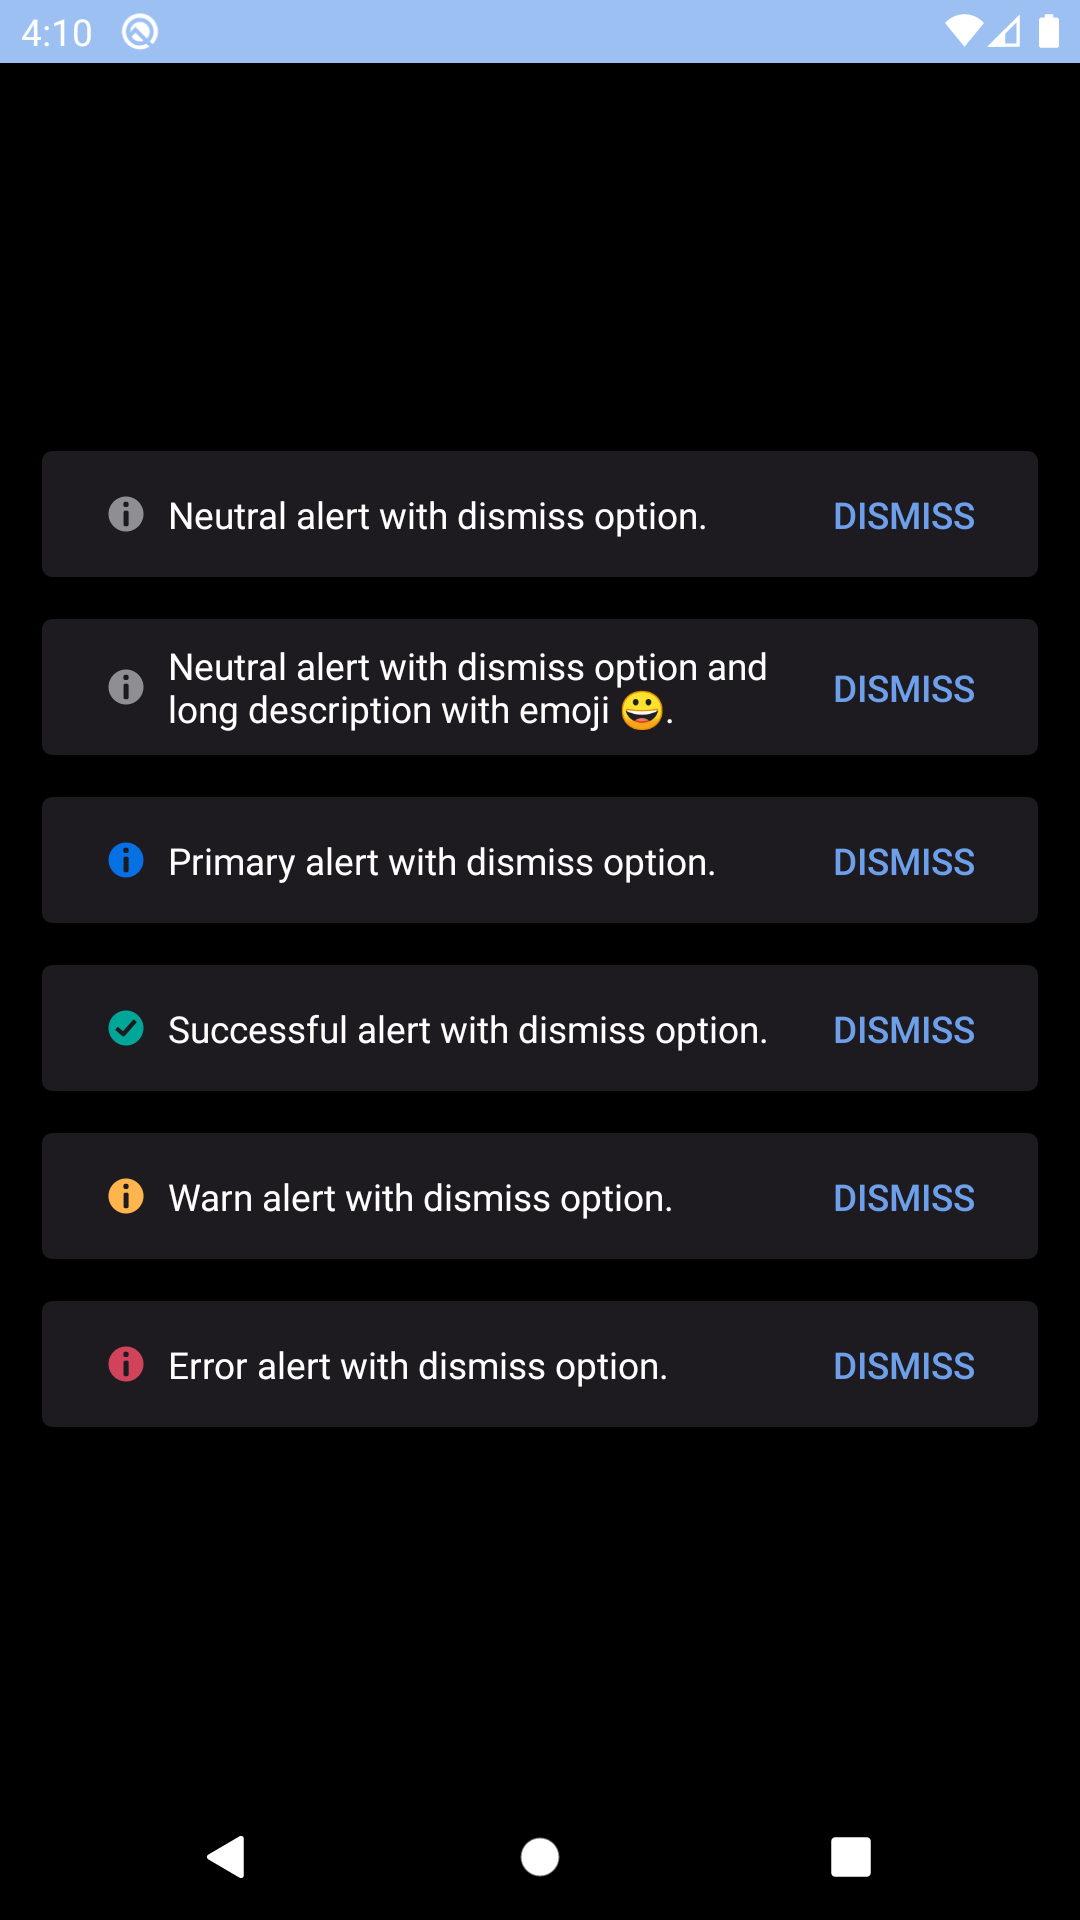 4:10
Neutral alert with dismiss option.
DISMISS
Neutral alert with dismiss option and
long description with emoji 😀.
DISMISS
Primary alert with dismiss option.
DISMISS
Successful alert with dismiss option.
DISMISS
Warn alert with dismiss option.
DISMISS
Error alert with dismiss option.
DISMISS